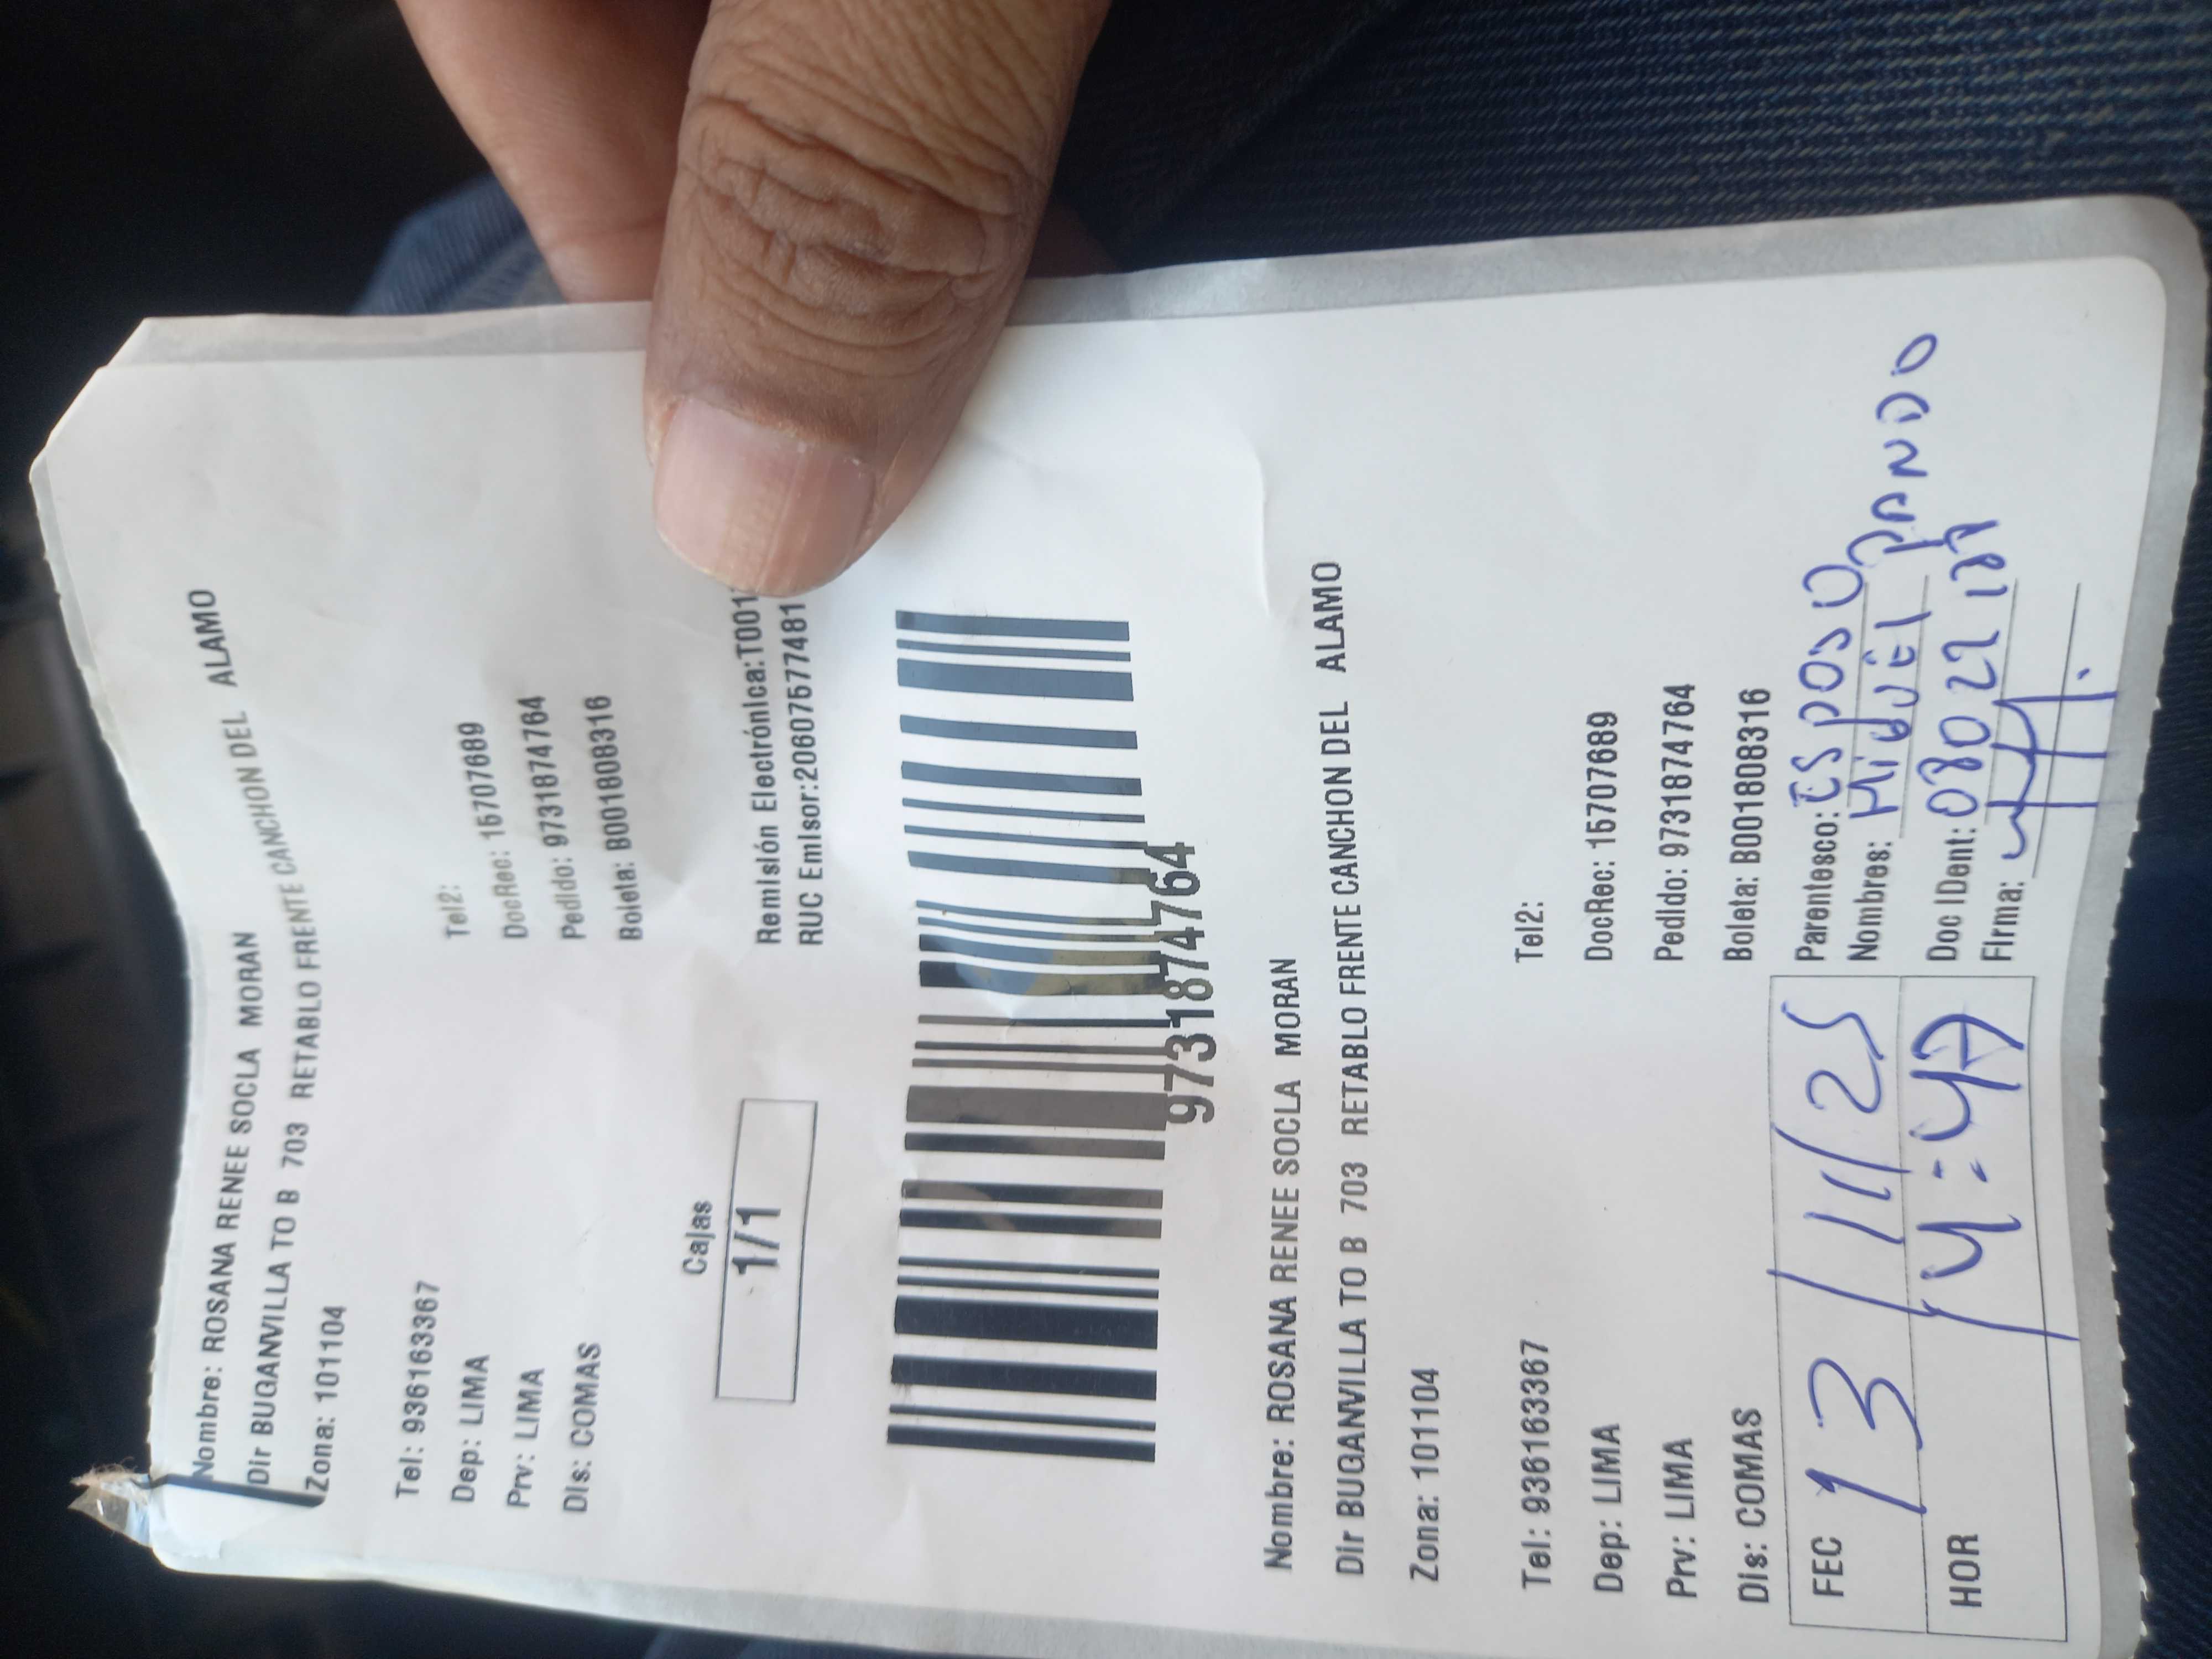 Nombre: ROSANA RENEE SOCLA MORAN
Dir BUGANVILLA TO B 703 RETABLO FRENTE CANCHON DEL ALAMO
Zona: 101104
Tel: 936163367
Tel2:
Dep: LIMA
DocRec: 15707689
Prv: LIMA
Pedido: 9731874764
Dis: COMAS
Boleta: B001808316
Cajas
1/1
Remisión Electrónica:T001
RUC Emisor:20607577481
9731874764
Nombre: ROSANA RENEE SOCLA MORAN
Dir BUGANVILLA TO B 703 RETABLO FRENTE CANCHON DEL ALAMO
Zona: 101104
Tel: 936163367
Tel2:
Dep: LIMA
DocRec: 15707689
Prv: LIMA
Pedido: 9731874764
Dis: COMAS
Boleta: B001808316
FEC 13/11/25
Parentesco: ESPOSO
Nombres: MiGUEL PANDO
HOR
Doc IDent:
Firma: